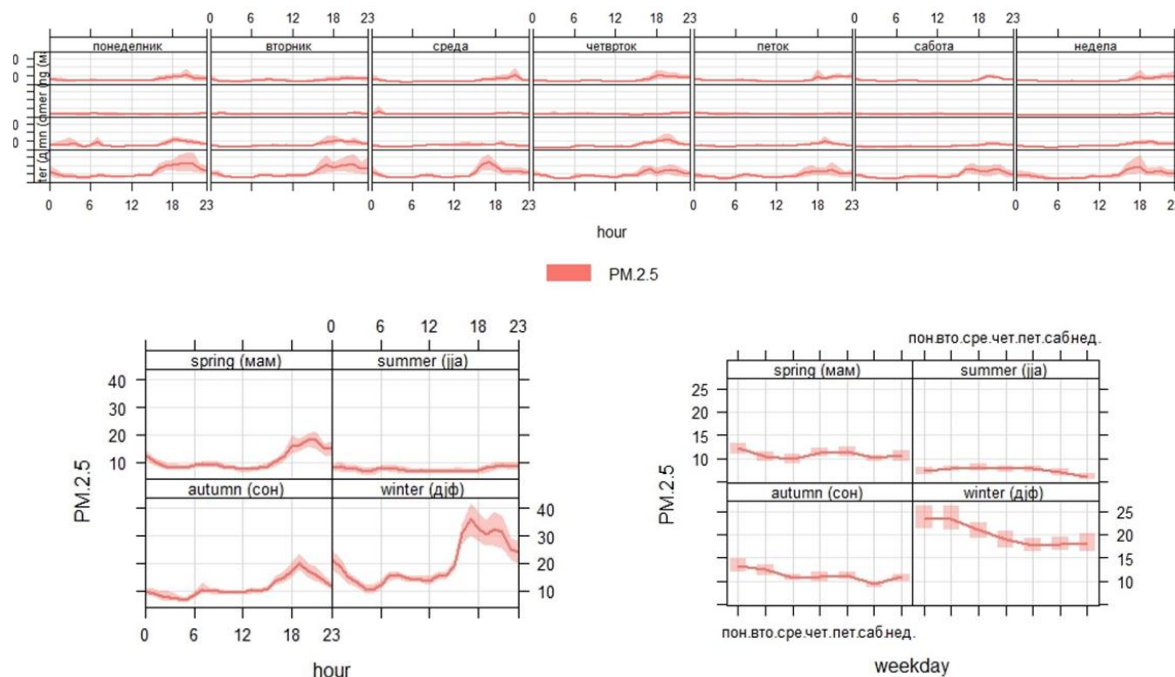 0 6 12 18 23 0 6 12 18 23 0 6 12 18 23
понеделник вторник среда четврток петок сабота недела
0 6 12 18 23 0 6 12 18 23 0 6 12 18 23 0 6 12 18 23
hour
PM.2.5
0 6 12 18 23
spring (мам) summer (јја)
40
30
20
10
autumn (сон) winter (дјф)
40
30
20
10
PM.2.5
0 6 12 18 23
hour
пон.вто.сре.чет.пет.саб.нед.
spring (мам) summer (јја)
25
20
15
10
autumn (сон) winter (дјф)
25
20
15
10
PM.2.5
пон.вто.сре.чет.пет.саб.нед.
weekday